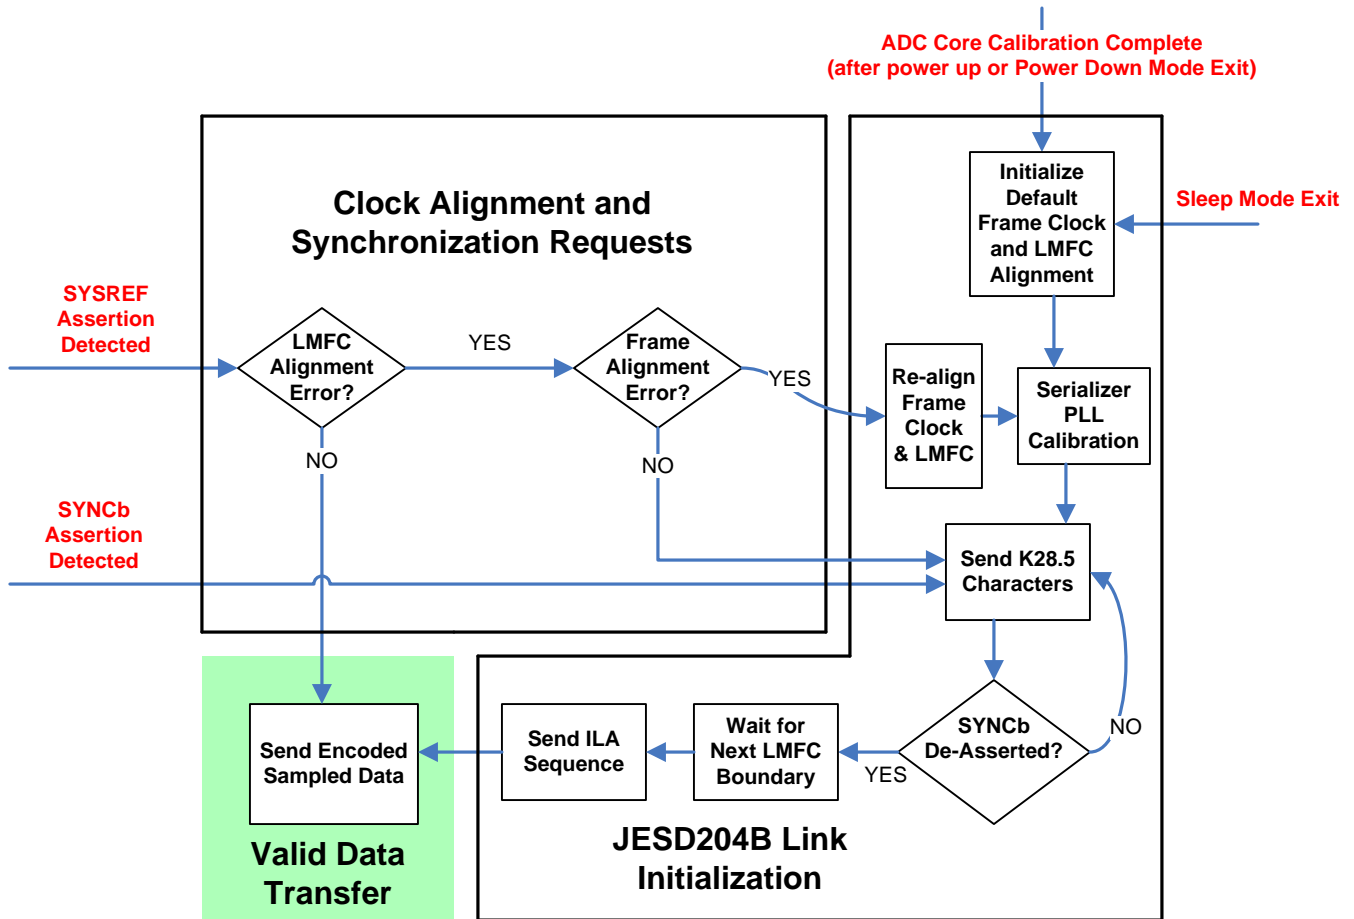 ADC Core Calibration Complete
(after power up or Power Down Mode Exit)
Clock Alignment and
Synchronization Requests
Initialize
Default
Frame Clock
and LMFC
Alignment
Sleep Mode Exit
SYSREF
Assertion
Detected
LMFC
Alignment
Error?
YES
Frame
Alignment
Error?
YES
Re-align
Frame
Clock
& LMFC
Serializer
PLL
Calibration
NO
NO
SYNCb
Assertion
Detected
Send K28.5
Characters
SYNCb
De-Asserted?
NO
YES
Wait for
Next LMFC
Boundary
Send ILA
Sequence
Send Encoded
Sampled Data
Valid Data
Transfer
JESD204B Link
Initialization